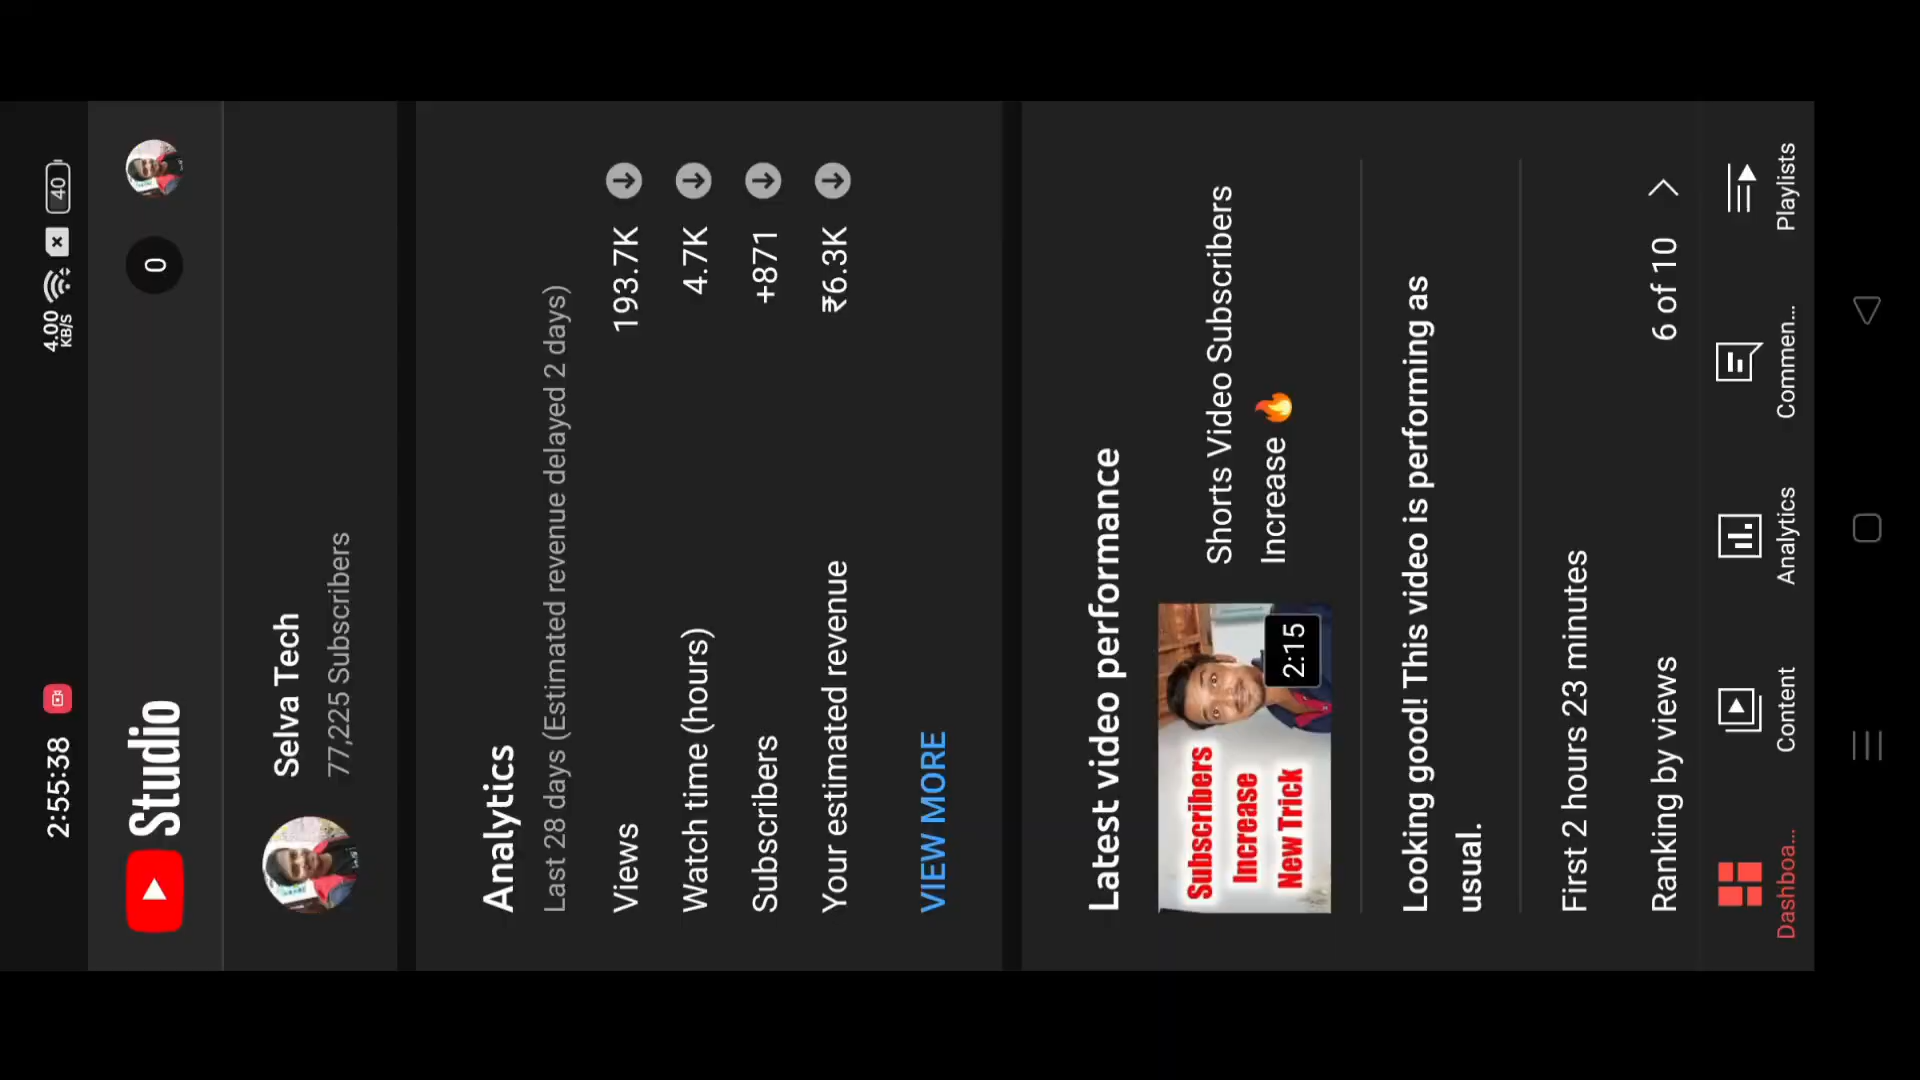 2:55:38
4.00
KB/S
40
Studio
0
Selva Tech
77,225 Subscribers
Analytics
Last 28 days (Estimated revenue delayed 2 days)
Views 193.7K
Watch time (hours) 4.7K
Subscribers +871
Your estimated revenue ₹6.3K
VIEW MORE
Latest video performance
Subscribers
Increase
New Trick
2:15
Shorts Video Subscribers
Increase 🔥
Looking good! This video is performing as
usual.
First 2 hours 23 minutes
Ranking by views 6 of 10
Dashboa...
Content
Analytics
Commen...
Playlists